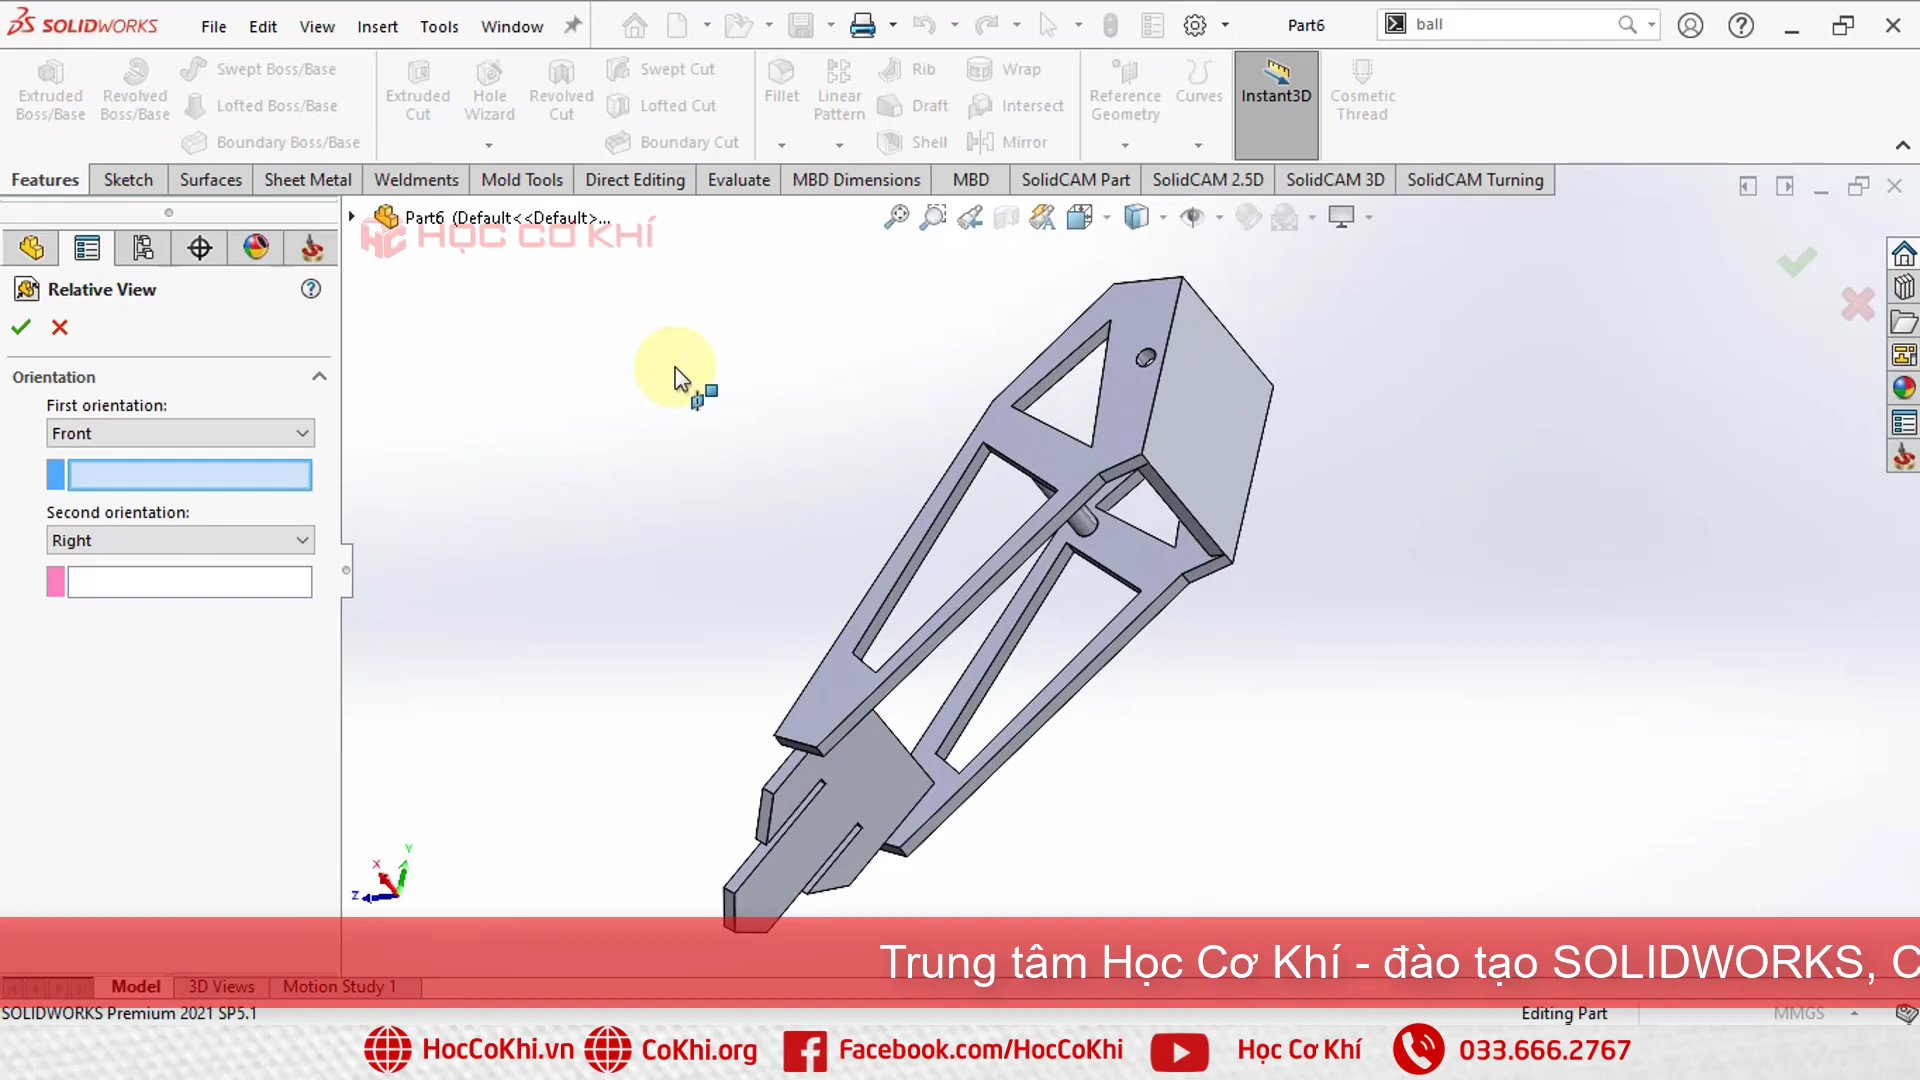 SOLIDWORKS File Edit View Insert Tools Window Part6 ball
Extruded Boss/Base
Revolved Boss/Base
Swept Boss/Base
Lofted Boss/Base
Boundary Boss/Base
Extruded Cut
Hole Wizard
Revolved Cut
Swept Cut
Lofted Cut
Boundary Cut
Fillet
Linear Pattern
Rib
Draft
Shell
Wrap
Intersect
Mirror
Reference Geometry
Curves
Instant3D
Cosmetic Thread
Features Sketch Surfaces Sheet Metal Weldments Mold Tools Direct Editing Evaluate MBD Dimensions MBD SolidCAM Part SolidCAM 2.5D SolidCAM 3D SolidCAM Turning
Part6 (Default<<Default>...
HC HỌC CƠ KHÍ
Relative View
Orientation
First orientation:
Front
Second orientation:
Right
Y
X
Z
Trung tâm Học Cơ Khí - đào tạo SOLIDWORKS, C
Model 3D Views Motion Study 1
SOLIDWORKS Premium 2021 SP5.1 Editing Part MMGS
HocCoKhi.vn CoKhi.org Facebook.com/HocCoKhi Học Cơ Khí 033.666.2767